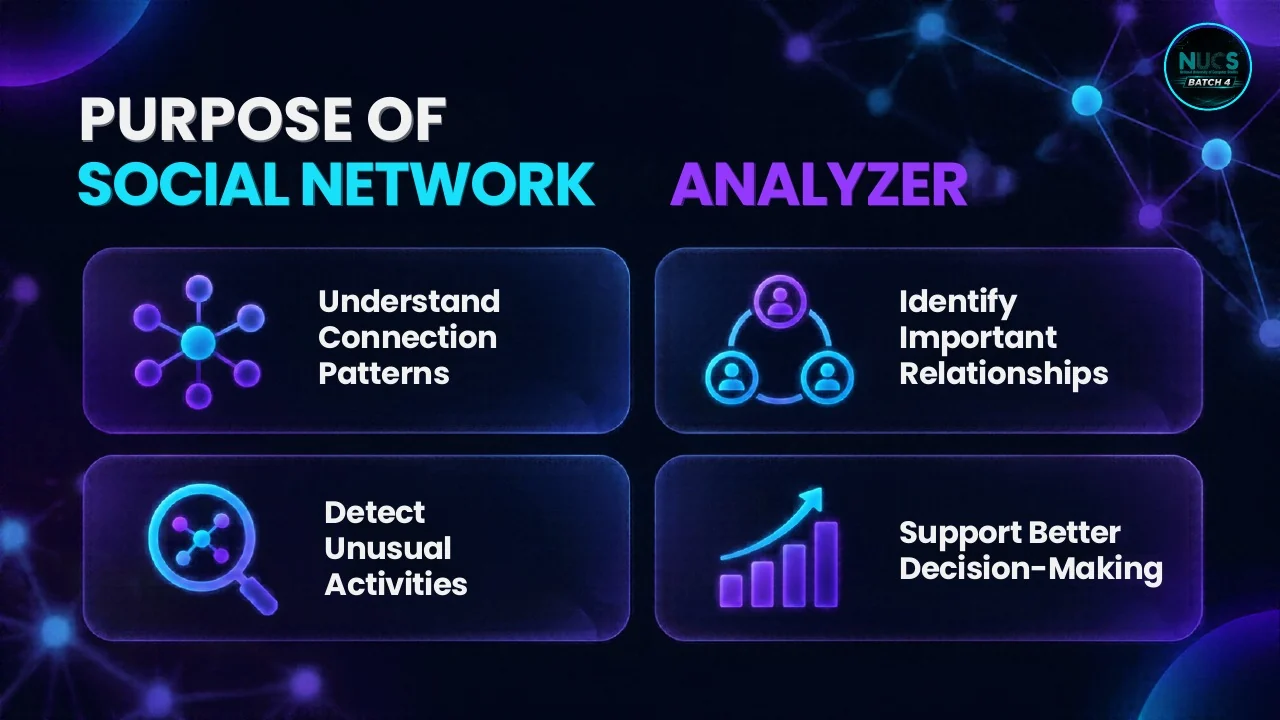 NUCS
BATCH 4
PURPOSE OF
SOCIAL NETWORK ANALYZER
Understand
Connection
Patterns
Identify
Important
Relationships
Detect
Unusual
Activities
Support Better
Decision-Making